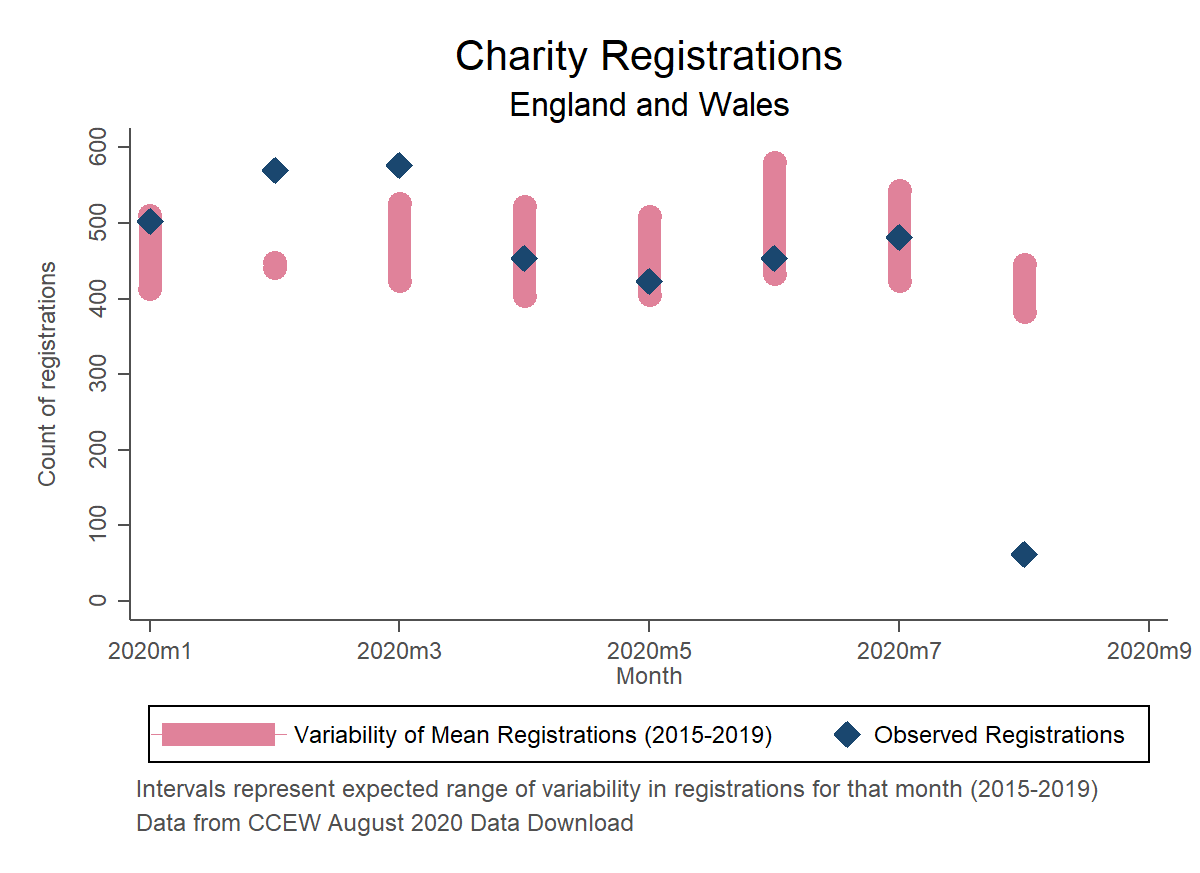 Charity Registrations
England and Wales
600
500
400
300
200
100
0
Count of registrations
2020m1 2020m3 2020m5 2020m7 2020m9
Month
Variability of Mean Registrations (2015-2019) Observed Registrations
Intervals represent expected range of variability in registrations for that month (2015-2019)
Data from CCEW August 2020 Data Download